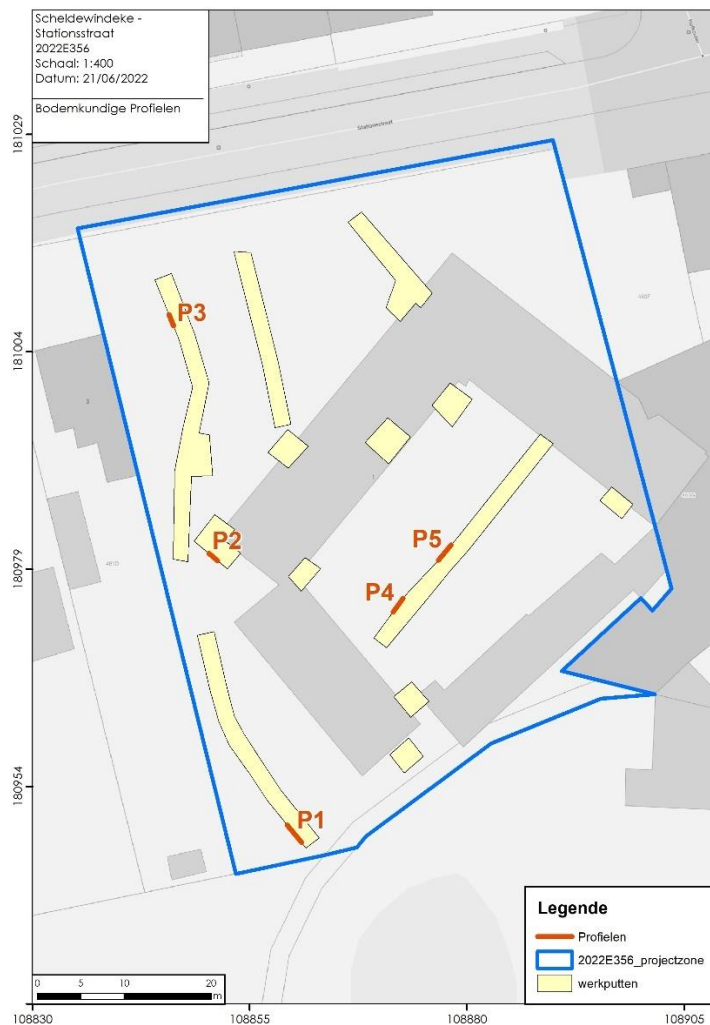 Scheldewindeke -
Stationsstraat
2022E356
Schaal: 1:400
Datum: 21/06/2022
Bodemkundige Profielen
181029
181004
180979
180954
Stationsstraat
P3
P2
P5
P4
P1
Legende
Profielen
2022E356_projectzone
werkputten
0 5 10 20
m
108830 108855 108880 108905